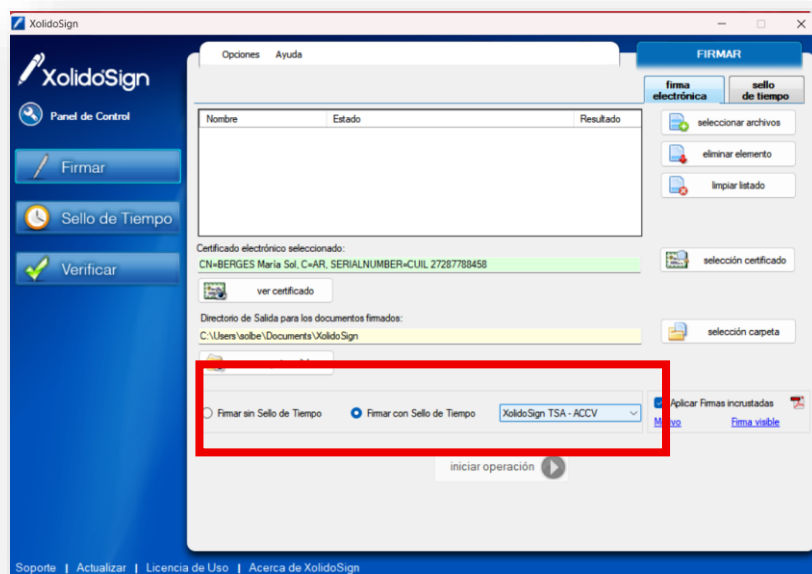 XolidoSign
XolidoSign
Panel de Control
Firmar
Sello de Tiempo
Verificar
Opciones Ayuda
FIRMAR
firma electrónica
sello de tiempo
Nombre Estado Resultado
seleccionar archivos
eliminar elemento
limpiar listado
Certificado electrónico seleccionado:
CN=BERGES Maria Sol, C=AR, SERIALNUMBER=CUIL 27287788458
selección certificado
ver certificado
Directorio de Salida para los documentos firmados:
C:\Users\solbe\Documents\XolidoSign
selección carpeta
Firmar sin Sello de Tiempo Firmar con Sello de Tiempo XolidoSign TSA - ACCV
Aplicar Firmas incrustadas
Firma visible
iniciar operación
Soporte | Actualizar | Licencia de Uso | Acerca de XolidoSign